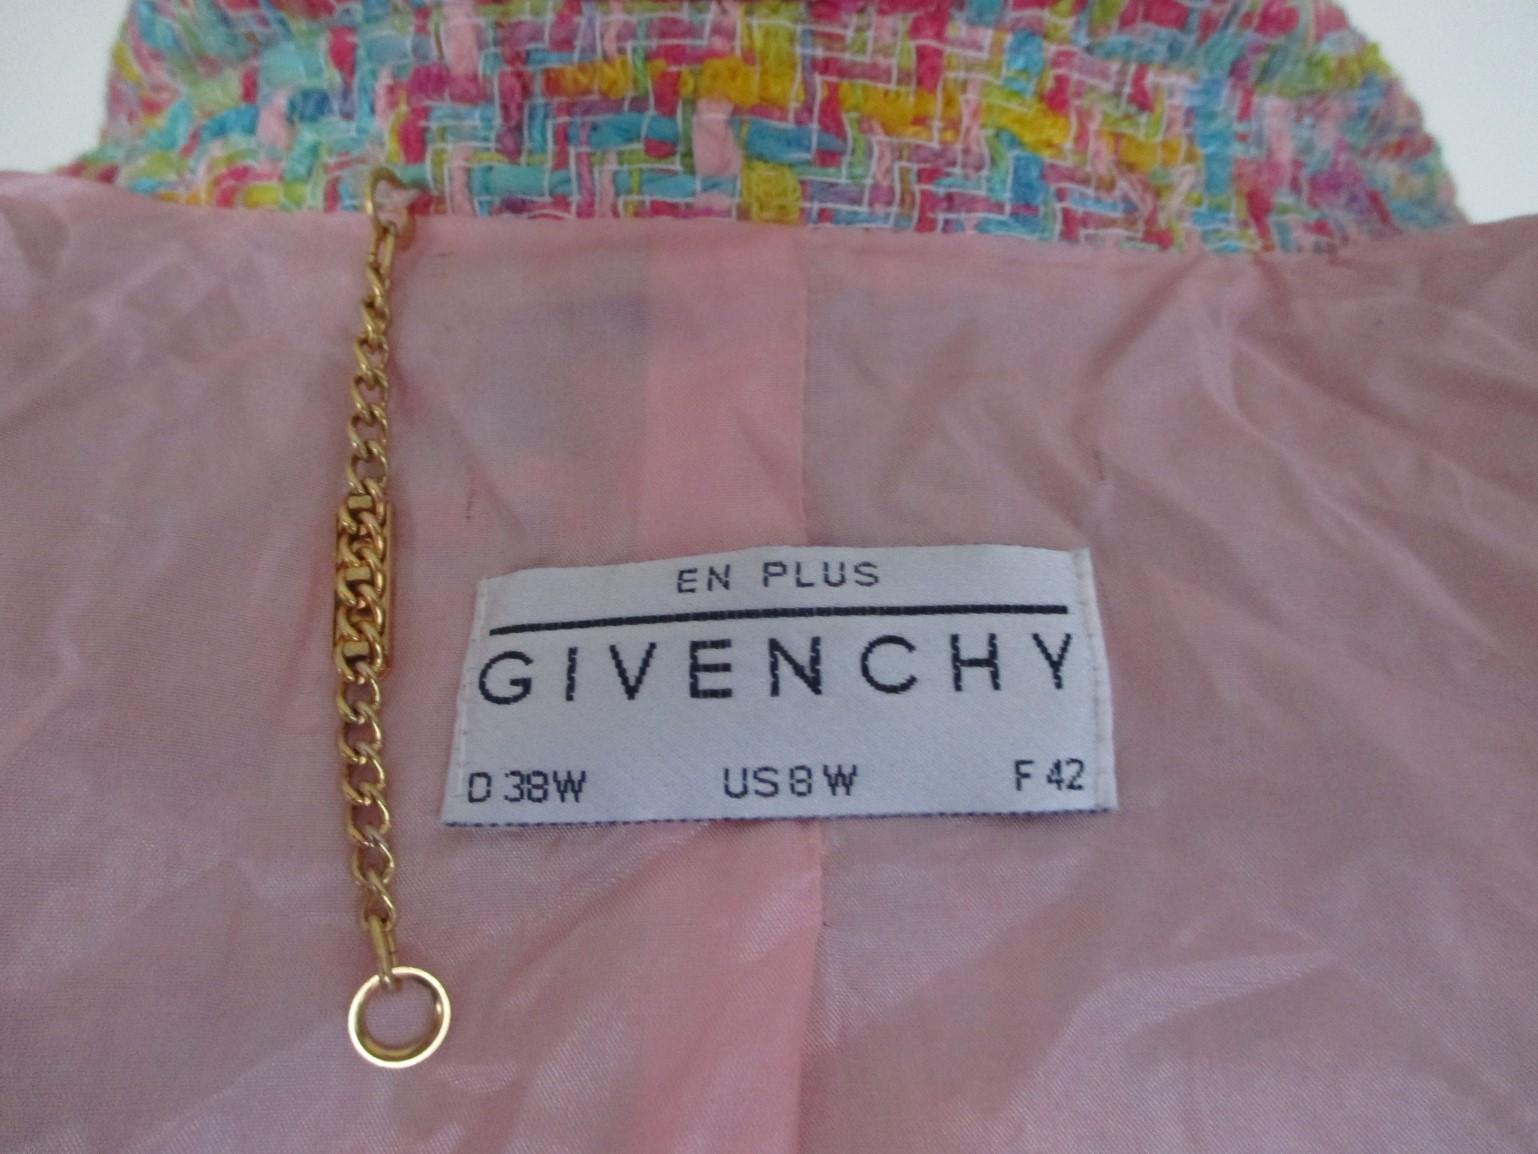 EN PLUS
GIVENCHY
D 38W US 8 W F 42